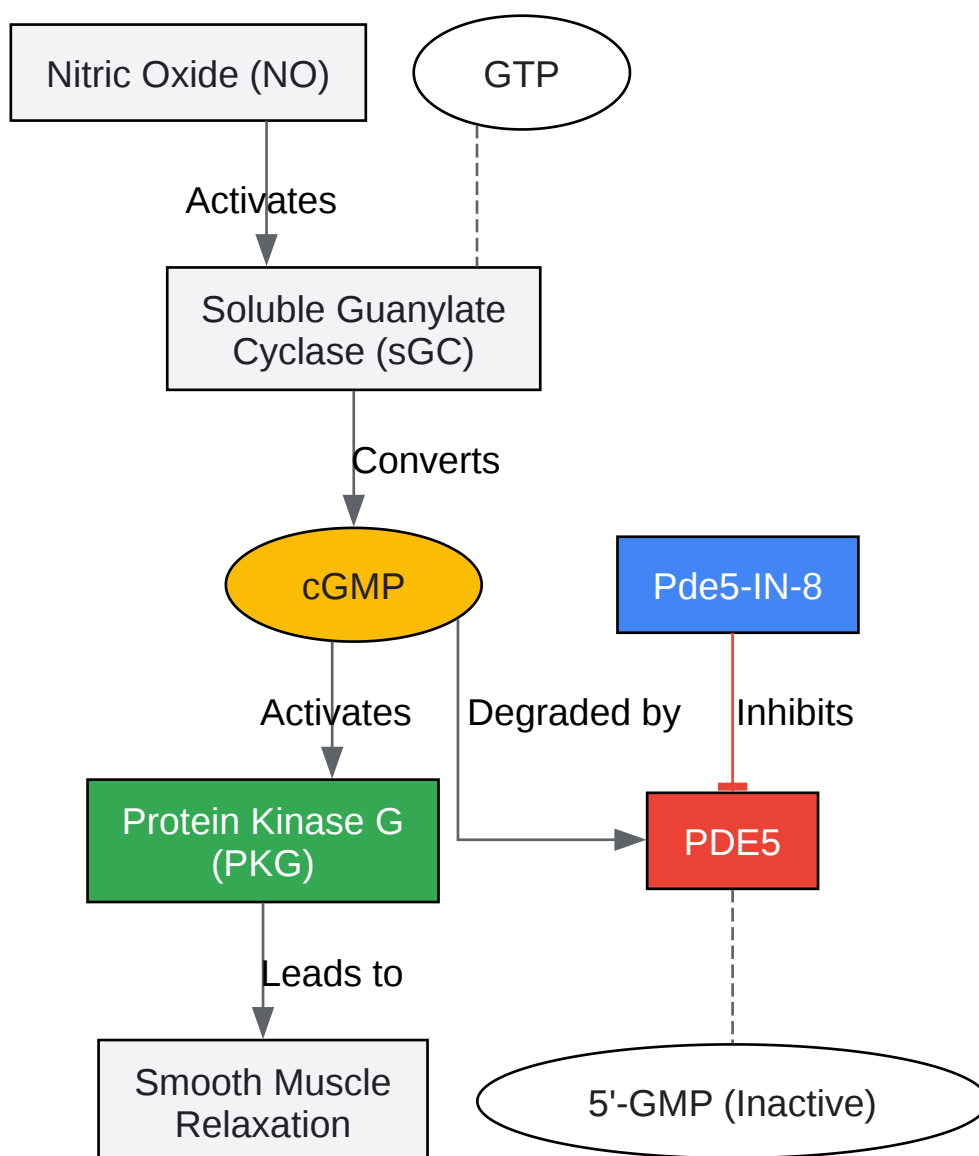 Nitric Oxide (NO)
GTP
Activates
Soluble Guanylate
Cyclase (sGC)
Converts
cGMP
Pde5-IN-8
Activates
Degraded by
Inhibits
Protein Kinase G
(PKG)
PDE5
Leads to
Smooth Muscle
Relaxation
5'-GMP (Inactive)